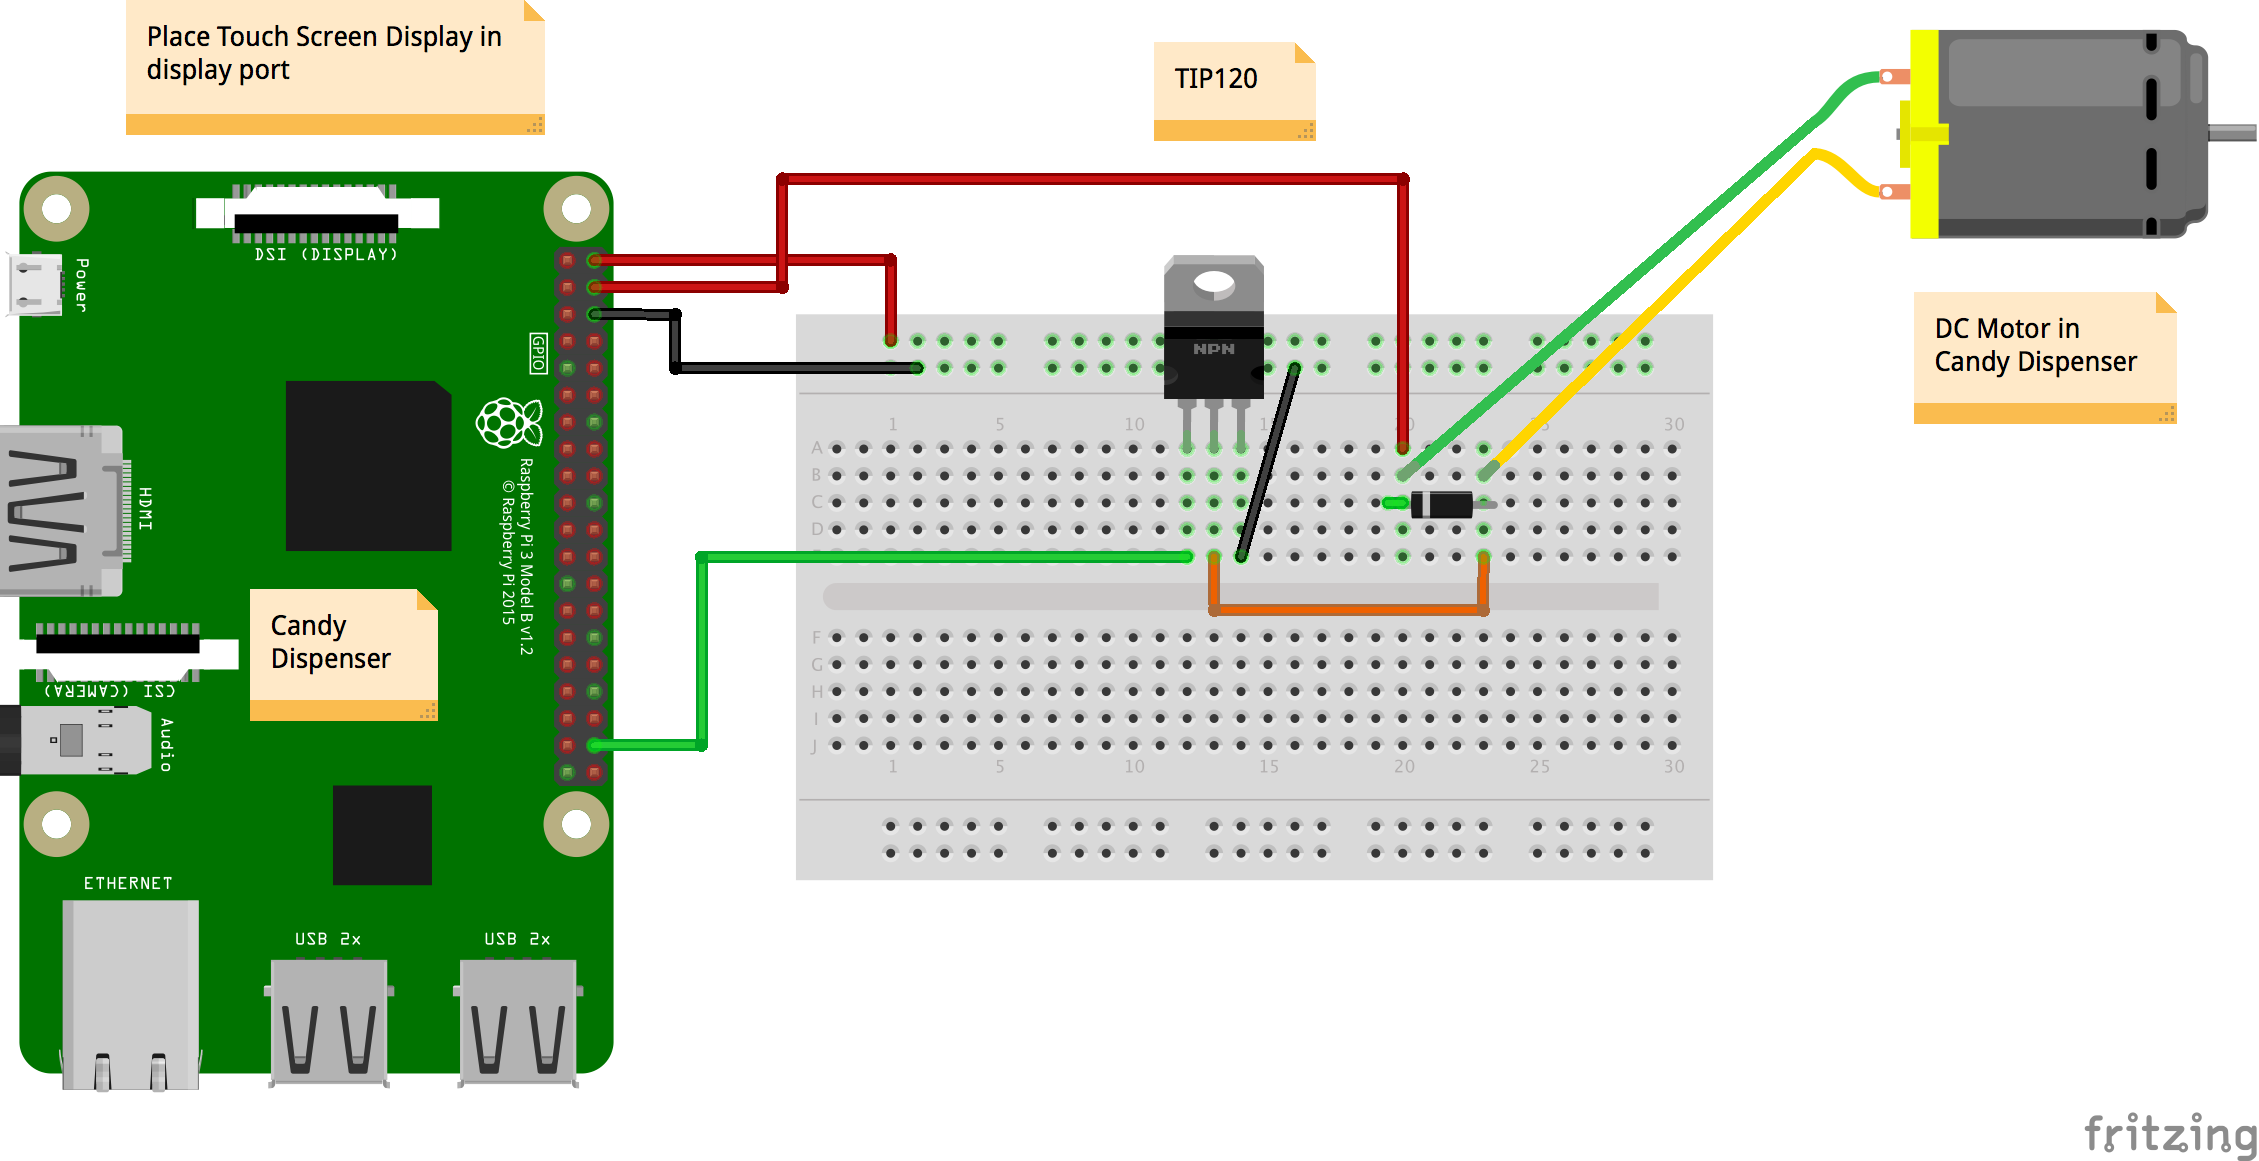 Place Touch Screen Display in
display port
TIP120
DSI (DISPLAY)
Power
GPIO
NPN
DC Motor in
Candy Dispenser
1 5 10 15 20 25 30
A
B
C
D
HDMI
Raspberry Pi 3 Model B v1.2
© Raspberry Pi 2015
Candy
Dispenser
F
G
H
I
J
CSI (CAMERA)
Audio
1 5 10 15 20 25 30
ETHERNET
USB 2x
USB 2x
fritzing